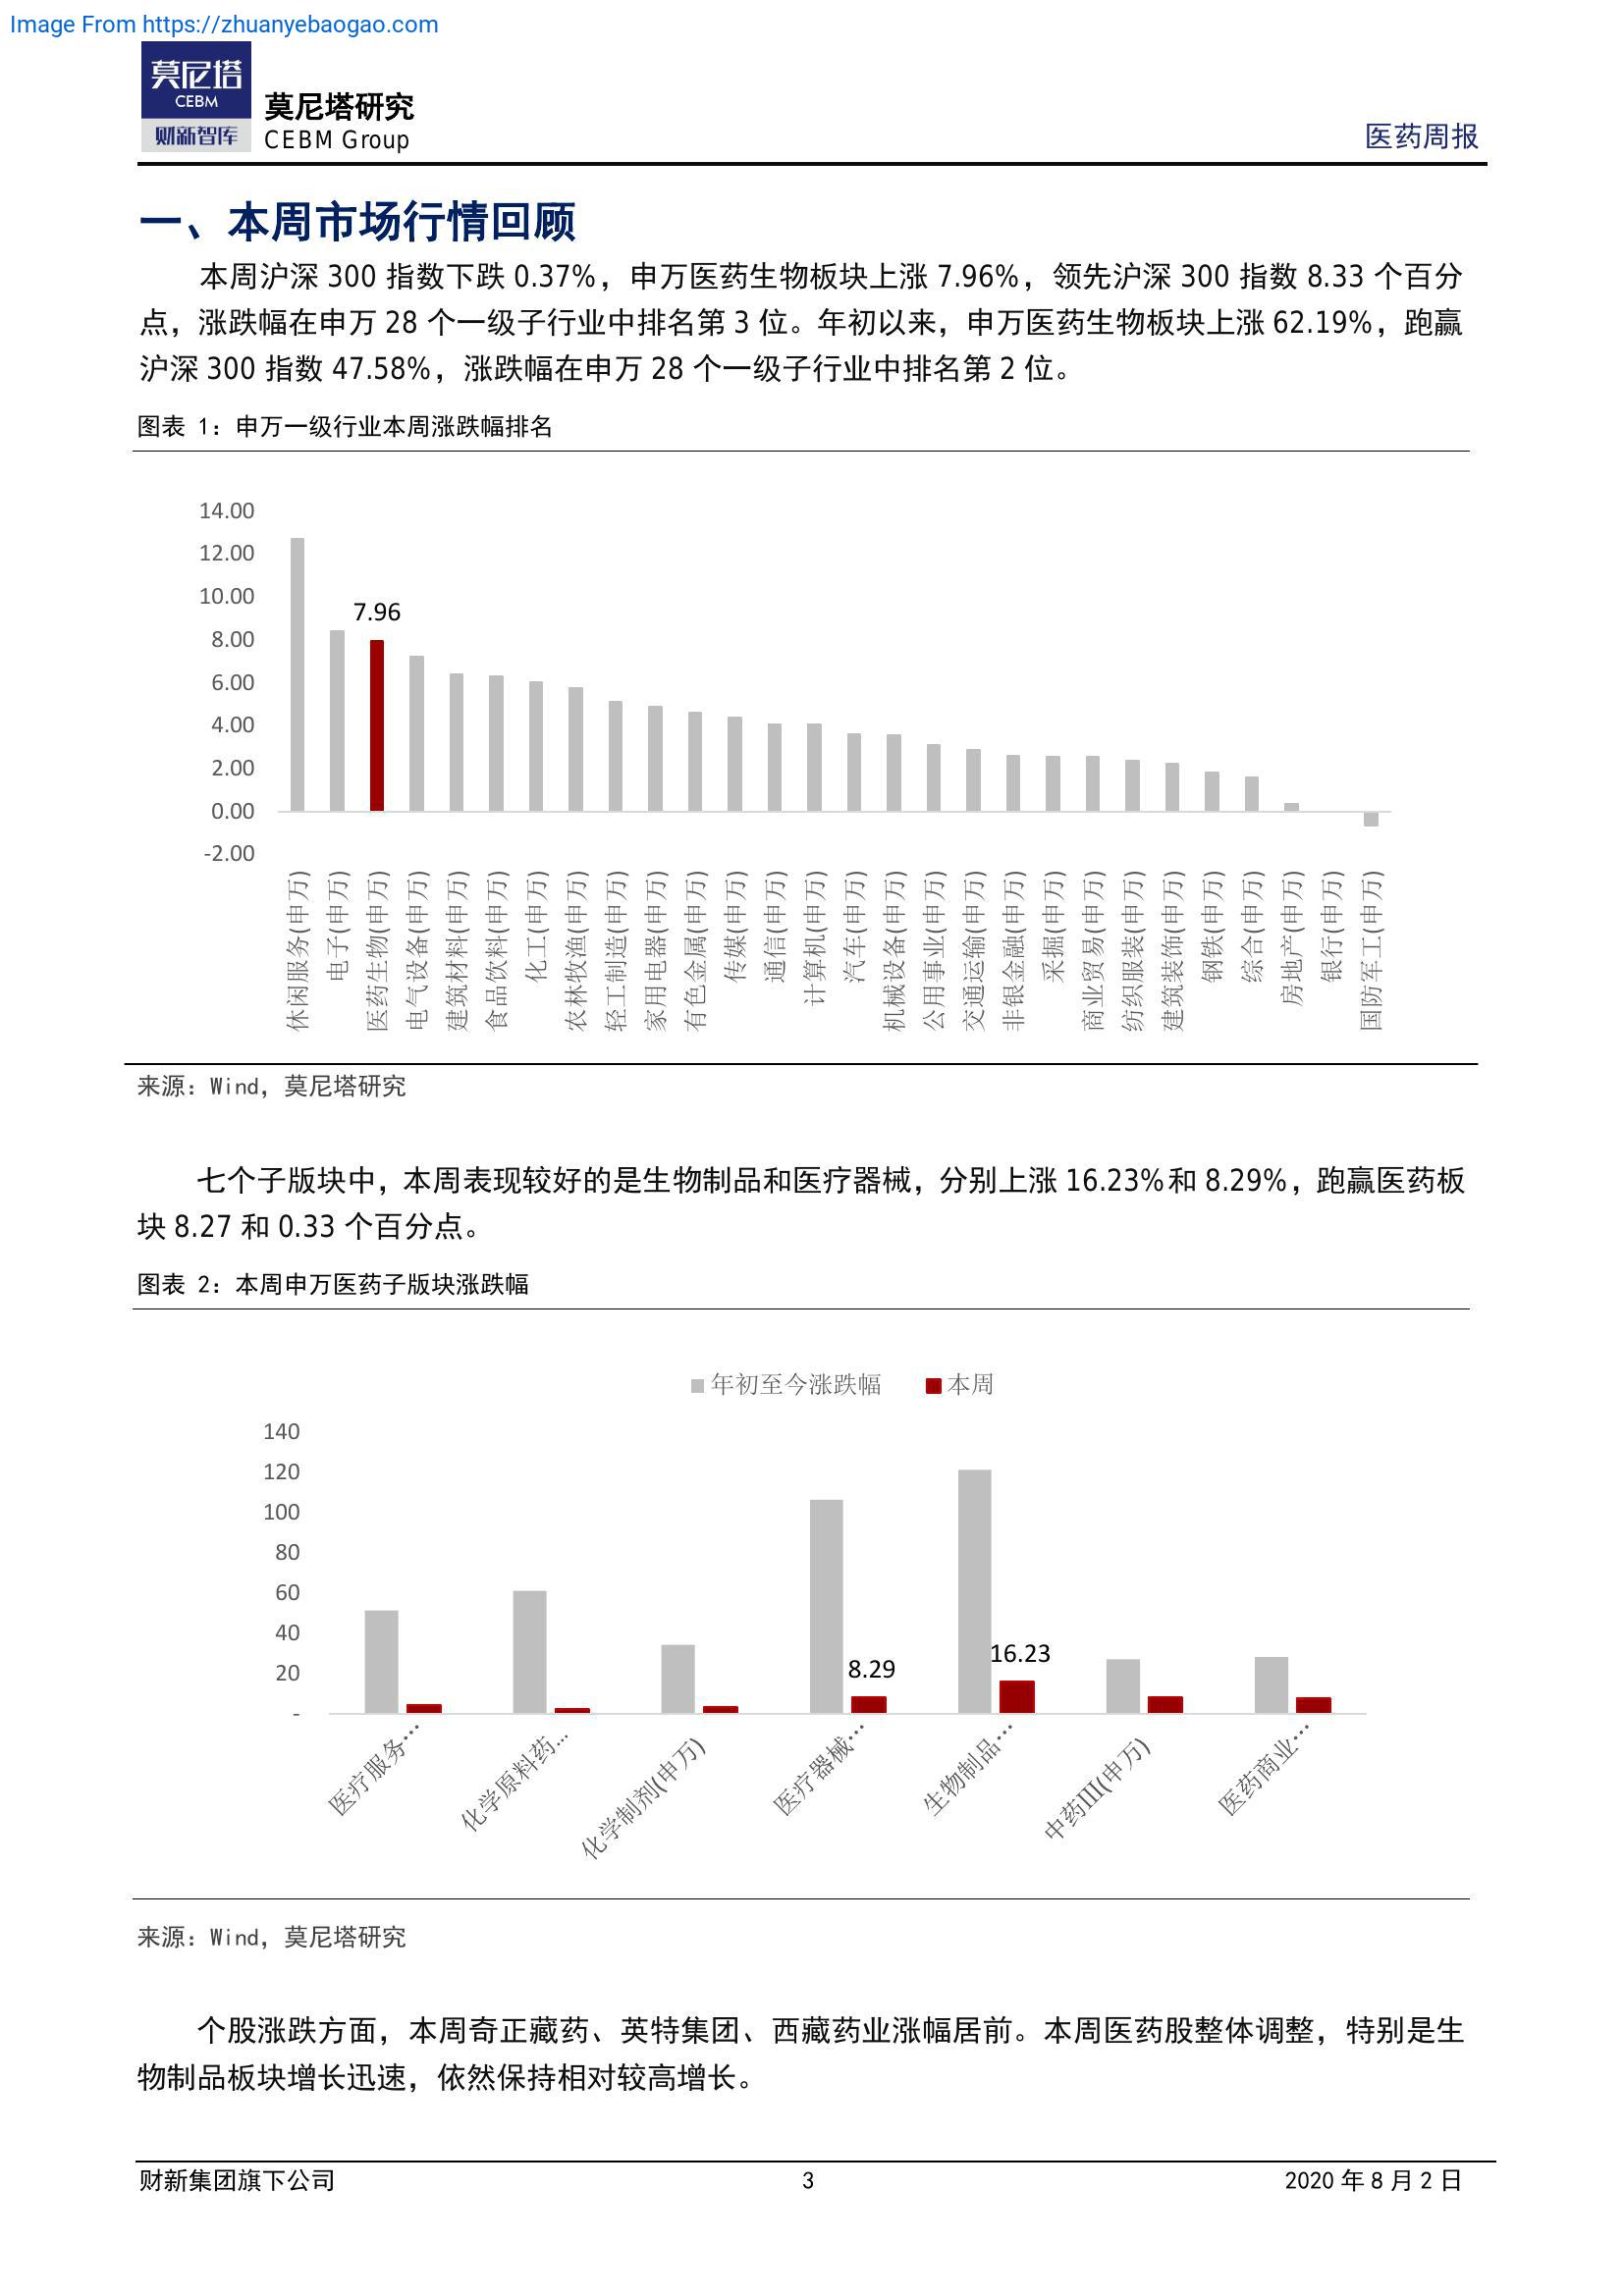 Image From https://zhuanyebaogao.com
莫尼塔
CEBM
财新智库
莫尼塔研究
CEBM Group
医药周报
一、本周市场行情回顾
本周沪深 300 指数下跌 0.37%，申万医药生物板块上涨 7.96%，领先沪深 300 指数 8.33 个百分
点，涨跌幅在申万 28 个一级子行业中排名第 3 位。年初以来，申万医药生物板块上涨 62.19%，跑赢
沪深 300 指数 47.58%，涨跌幅在申万 28 个一级子行业中排名第 2 位。
图表 1：申万一级行业本周涨跌幅排名
14.00
12.00
10.00
8.00
6.00
4.00
2.00
0.00
-2.00
7.96
休闲服务(申万)
电子(申万)
医药生物(申万)
电气设备(申万)
建筑材料(申万)
食品饮料(申万)
化工(申万)
农林牧渔(申万)
轻工制造(申万)
家用电器(申万)
有色金属(申万)
传媒(申万)
通信(申万)
计算机(申万)
汽车(申万)
机械设备(申万)
公用事业(申万)
交通运输(申万)
非银金融(申万)
采掘(申万)
商业贸易(申万)
纺织服装(申万)
建筑装饰(申万)
钢铁(申万)
综合(申万)
房地产(申万)
银行(申万)
国防军工(申万)
来源：Wind，莫尼塔研究
七个子版块中，本周表现较好的是生物制品和医疗器械，分别上涨 16.23%和 8.29%，跑赢医药板
块 8.27 和 0.33 个百分点。
图表 2：本周申万医药子版块涨跌幅
年初至今涨跌幅 本周
140
120
100
80
60
40
20
-
8.29
16.23
医疗服务…
化学原料药…
化学制剂(申万)
医疗器械…
生物制品…
中药III(申万)
医药商业…
来源：Wind，莫尼塔研究
个股涨跌方面，本周奇正藏药、英特集团、西藏药业涨幅居前。本周医药股整体调整，特别是生
物制品板块增长迅速，依然保持相对较高增长。
财新集团旗下公司 3 2020 年 8 月 2 日